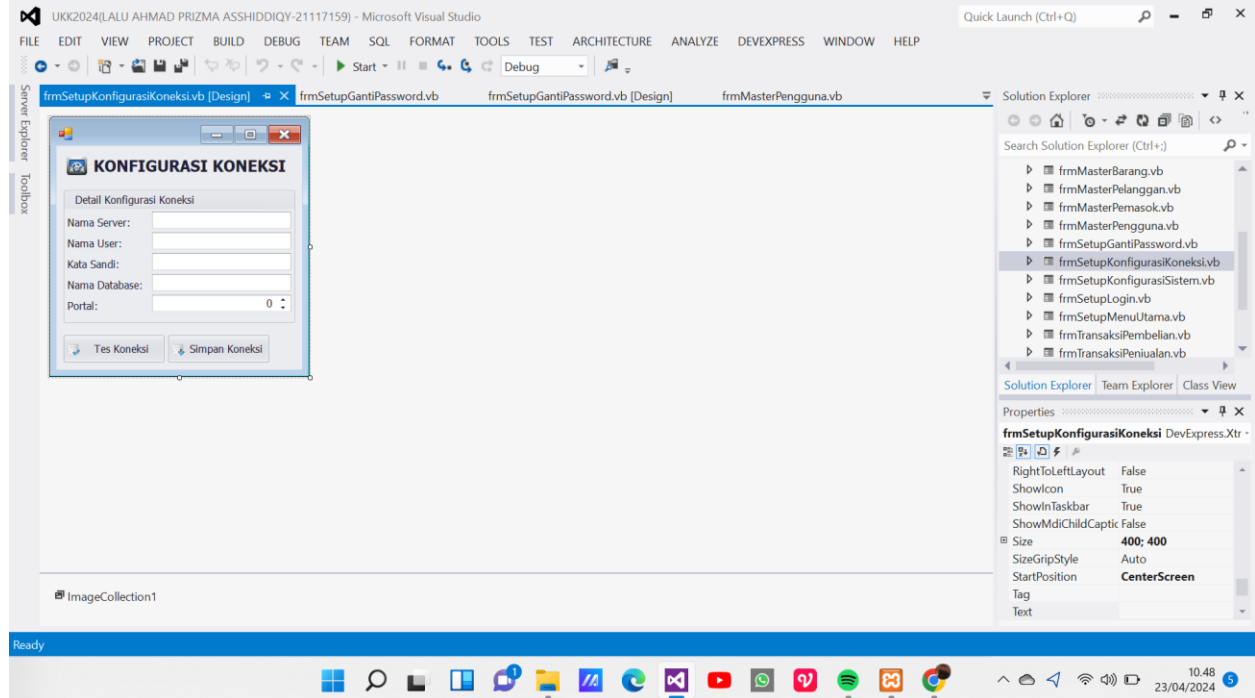 UKK2024(LALU AHMAD PRIZMA ASSHIDDIQY-21117159) - Microsoft Visual Studio
Quick Launch (Ctrl+Q)
FILE EDIT VIEW PROJECT BUILD DEBUG TEAM SQL FORMAT TOOLS TEST ARCHITECTURE ANALYZE DEVEXPRESS WINDOW HELP
Start Debug
Server Explorer
Toolbox
frmSetupKonfigurasiKoneksi.vb [Design] frmSetupGantiPassword.vb frmSetupGantiPassword.vb [Design] frmMasterPengguna.vb
KONFIGURASI KONEKSI
Detail Konfigurasi Koneksi
Nama Server:
Nama User:
Kata Sandi:
Nama Database:
Portal: 0
Tes Koneksi Simpan Koneksi
ImageCollection1
Solution Explorer
Search Solution Explorer (Ctrl+;)
frmMasterBarang.vb
frmMasterPelanggan.vb
frmMasterPemasok.vb
frmMasterPengguna.vb
frmSetupGantiPassword.vb
frmSetupKonfigurasiKoneksi.vb
frmSetupKonfigurasiSistem.vb
frmSetupLogin.vb
frmSetupMenuUtama.vb
frmTransaksiPembelian.vb
frmTransaksiPenjualan.vb
Solution Explorer Team Explorer Class View
Properties
frmSetupKonfigurasiKoneksi DevExpress.Xtr
RightToLeftLayout False
ShowIcon True
ShowInTaskbar True
ShowMdiChildCaptic False
Size 400; 400
SizeGripStyle Auto
StartPosition CenterScreen
Tag
Text
Ready
1
10.48
23/04/2024
5